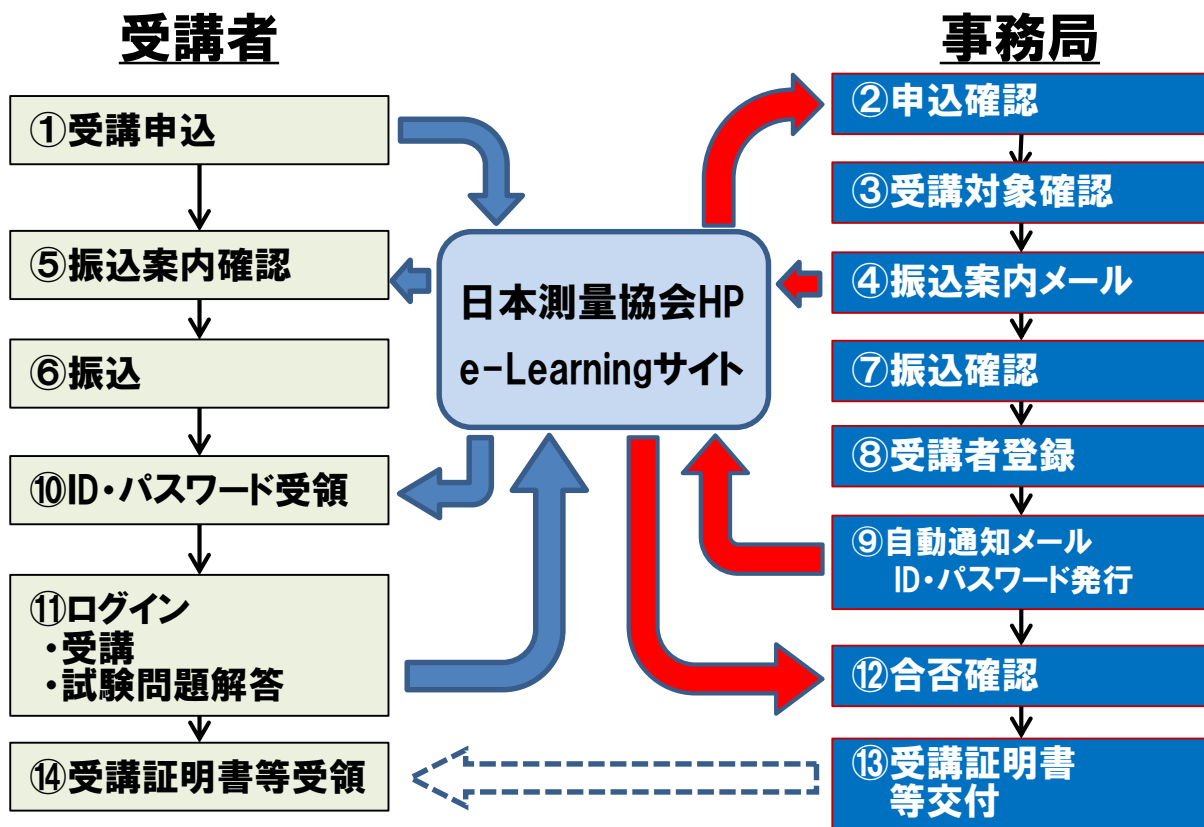 受講者
事務局
①受講申込
⑤振込案内確認
⑥振込
⑩ID・パスワード受領
⑪ログイン
・受講
・試験問題解答
⑭受講証明書等受領
日本測量協会HP
e-Learningサイト
②申込確認
③受講対象確認
④振込案内メール
⑦振込確認
⑧受講者登録
⑨自動通知メール
ID・パスワード発行
⑫合否確認
⑬受講証明書
等交付